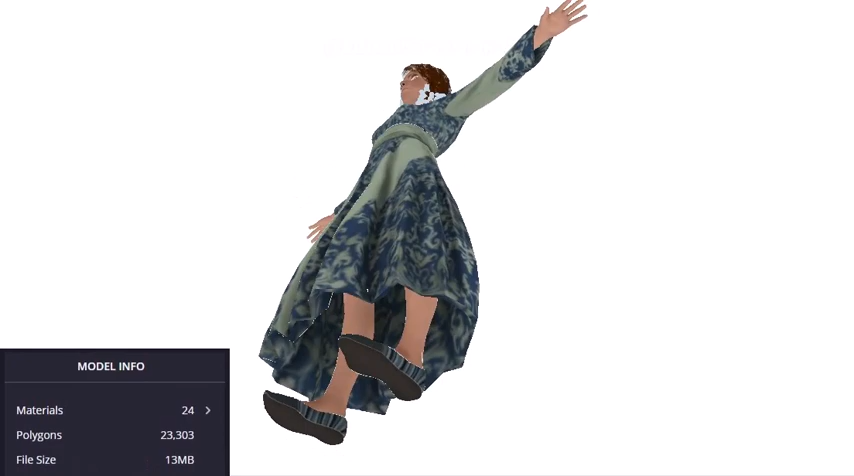 MODEL INFO
Materials 24
Polygons 23,303
File Size 13MB